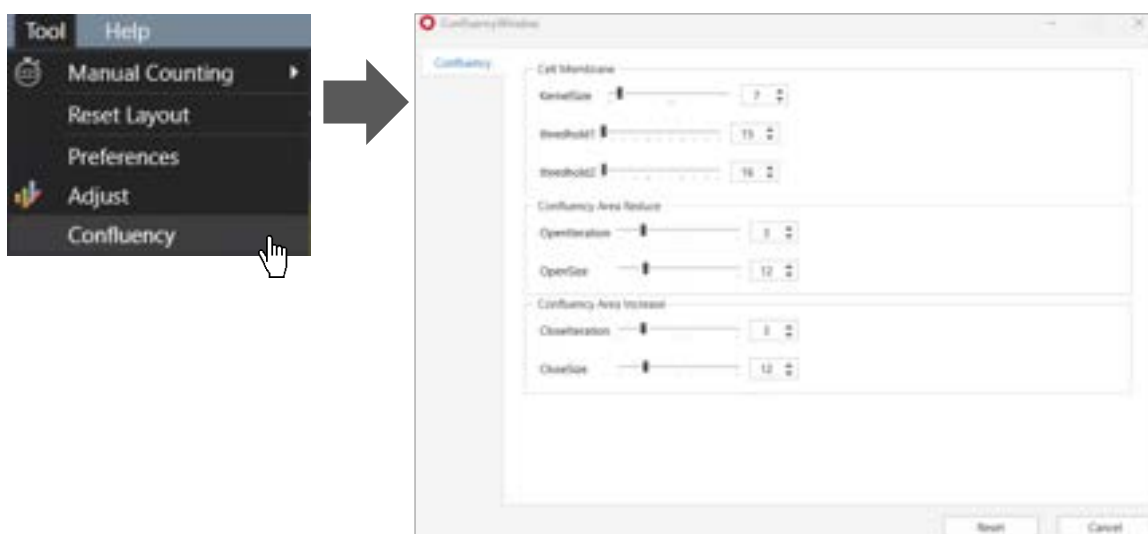 Tool Help
Manual Counting
Reset Layout
Preferences
Adjust
Confluency
ConfluencyWindow
Confluency
Cell Membrane
KernelSize 7
threshold1 15
threshold2 16
Confluency Area Reduce
OpenIteration 3
OpenSize 12
Confluency Area Increase
CloseIteration 3
CloseSize 12
Reset Cancel